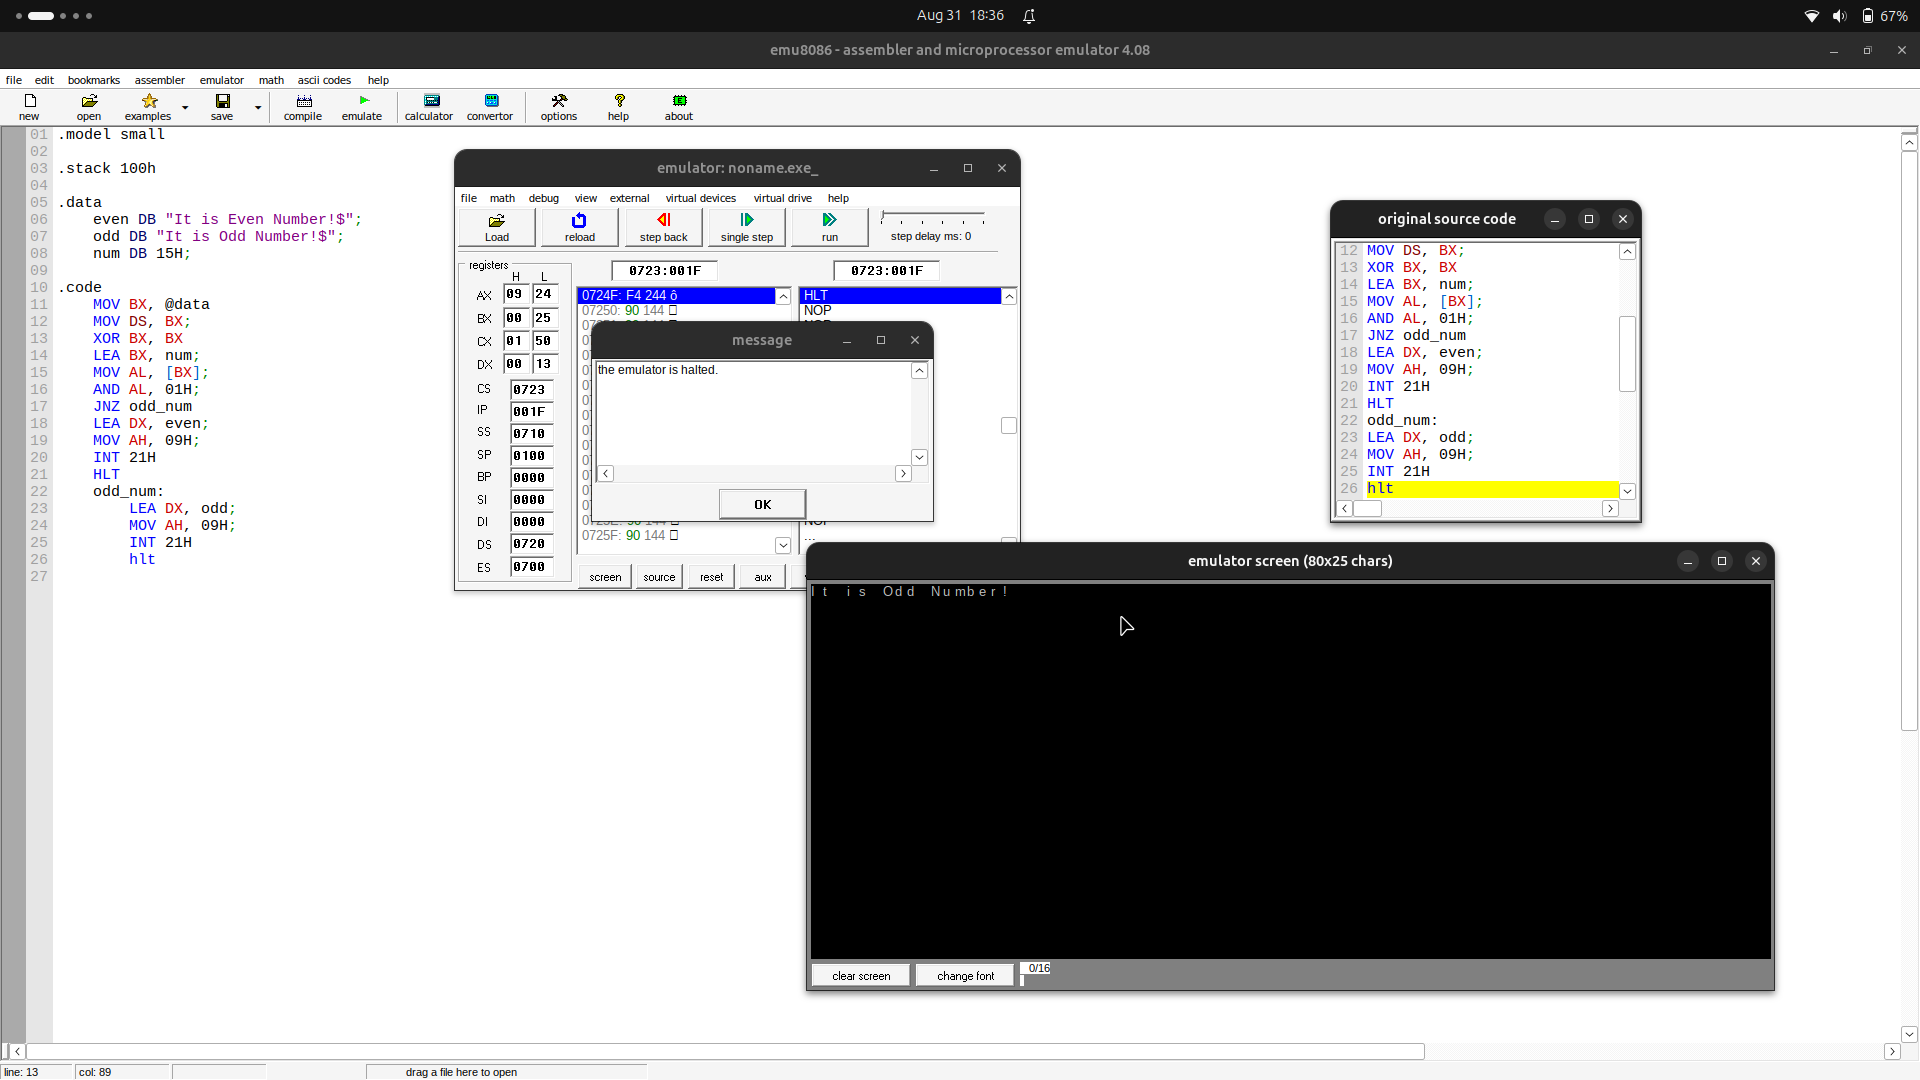 Aug 31 18:36
67%
emu8086 - assembler and microprocessor emulator 4.08
file edit bookmarks assembler emulator math ascii codes help
new open examples save compile emulate calculator convertor options help about
01 .model small
02
03 .stack 100h
04
05 .data
06 even DB "It is Even Number!$";
07 odd DB "It is Odd Number!$";
08 num DB 15H;
09
10 .code
11 MOV BX, @data
12 MOV DS, BX;
13 XOR BX, BX
14 LEA BX, num;
15 MOV AL, [BX];
16 AND AL, 01H;
17 JNZ odd_num
18 LEA DX, even;
19 MOV AH, 09H;
20 INT 21H
21 HLT
22 odd_num:
23 LEA DX, odd;
24 MOV AH, 09H;
25 INT 21H
26 hlt
27
emulator: noname.exe_
file math debug view external virtual devices virtual drive help
Load reload step back single step run step delay ms: 0
registers
H L
0723:001F 0723:001F
AX 09 24
BX 00 25
CX 01 50
DX 00 13
CS 0723
IP 001F
SS 0710
SP 0100
BP 0000
SI 0000
DI 0000
DS 0720
ES 0700
0724F: F4 244 ô
07250: 90 144
0725F: 90 144
HLT
NOP
...
screen source reset aux
message
the emulator is halted.
OK
original source code
12 MOV DS, BX;
13 XOR BX, BX
14 LEA BX, num;
15 MOV AL, [BX];
16 AND AL, 01H;
17 JNZ odd_num
18 LEA DX, even;
19 MOV AH, 09H;
20 INT 21H
21 HLT
22 odd_num:
23 LEA DX, odd;
24 MOV AH, 09H;
25 INT 21H
26 hlt
emulator screen (80x25 chars)
It is Odd Number!
clear screen change font 0/16
line: 13 col: 89 drag a file here to open